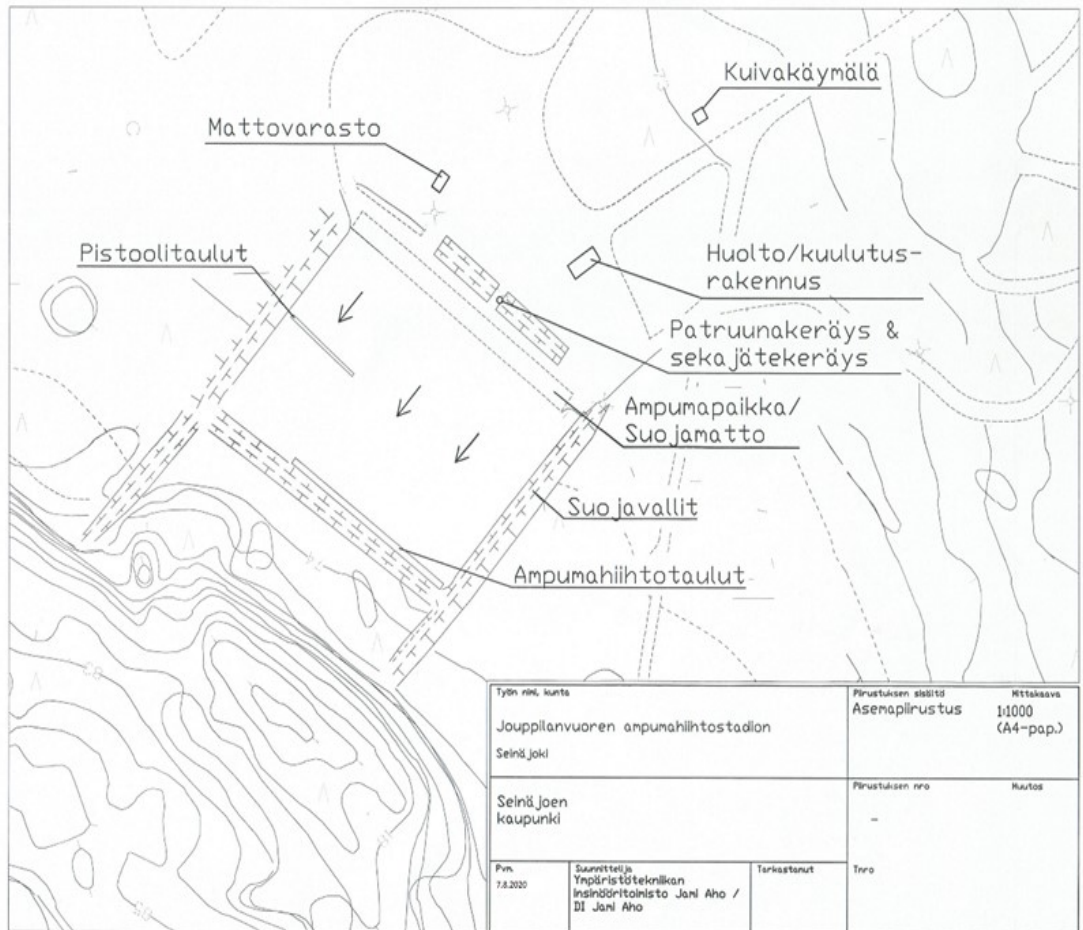 Kuivakäymälä
Mattovarasto
Pistoolitaulut
Huolto/kuulutus-
rakennus
Patruunakeräys &
sekajätekeräys
Ampumapaikka/
Suojamatto
Suojavallit
Ampumahiihtotaulut
Työn nimi, kunta
Jouppilanvuoren ampumahiihtostadion
Seinäjoki
Piirustuksen sisältö
Mittakaava
Asemapiirustus
1:1000
(A4-pap.)
Seinäjoen
kaupunki
Piirustuksen nro
Muutos
-
Pvm.
7.8.2020
Suunnittelija
Ympäristötekniikan
insinööritoimisto Jami Aho /
DI Jami Aho
Tarkastanut
Tnro